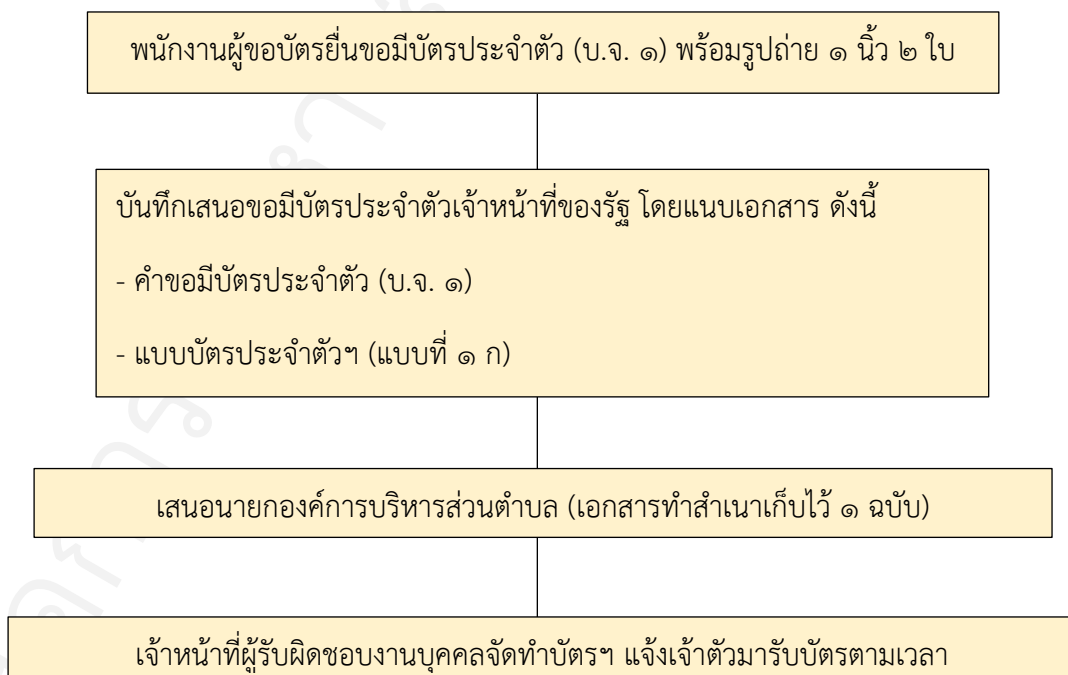 พนักงานผู้ขอบัตรยื่นขอมีบัตรประจำตัว (บ.จ. ๑) พร้อมรูปถ่าย ๑ นิ้ว ๒ ใบ
บันทึกเสนอขอมีบัตรประจำตัวเจ้าหน้าที่ของรัฐ โดยแนบเอกสาร ดังนี้
- คำขอมีบัตรประจำตัว (บ.จ. ๑)
- แบบบัตรประจำตัวฯ (แบบที่ ๑ ก)
เสนอนายกองค์การบริหารส่วนตำบล (เอกสารทำสำเนาเก็บไว้ ๑ ฉบับ)
เจ้าหน้าที่ผู้รับผิดชอบงานบุคคลจัดทำบัตรฯ แจ้งเจ้าตัวมารับบัตรตามเวลา